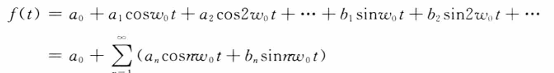 f(t) = a₀ + a₁cosw₀t + a₂cos2w₀t + ⋯ + b₁sinw₀t + b₂sin2w₀t + ⋯
= a₀ + ∑_{n=1}^{∞} (aₙcosnw₀t + bₙsinnw₀t)